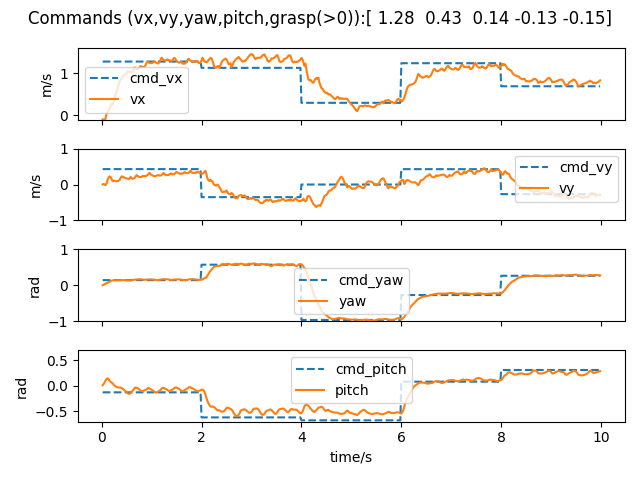 Commands (vx,vy,yaw,pitch,grasp(>0)):[ 1.28  0.43  0.14 -0.13 -0.15]
1
0
m/s
cmd_vx
vx
1
0
−1
m/s
cmd_vy
vy
1
0
−1
rad
cmd_yaw
yaw
0.5
0.0
−0.5
rad
cmd_pitch
pitch
0 2 4 6 8 10
time/s